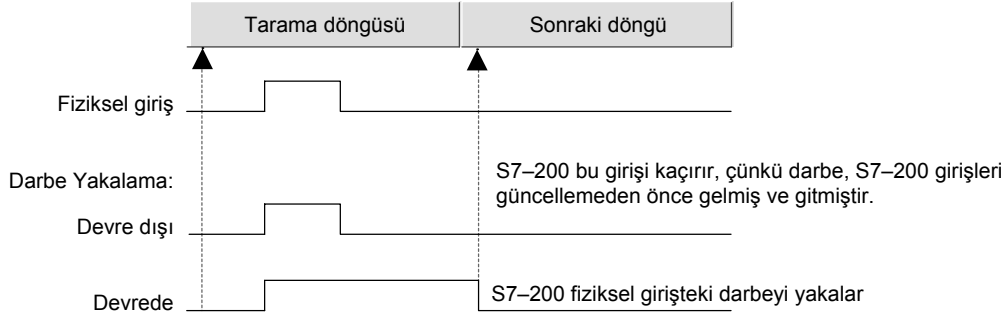 Tarama döngüsü
Sonraki döngü
Fiziksel giriş
Darbe Yakalama:
S7–200 bu girişi kaçırır, çünkü darbe, S7–200 girişleri
güncellemeden önce gelmiş ve gitmiştir.
Devre dışı
Devrede
S7–200 fiziksel girişteki darbeyi yakalar